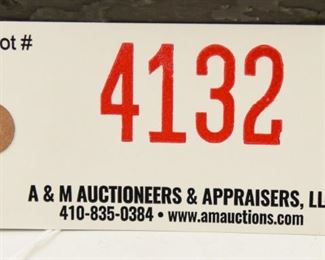 ot #
4132
A & M AUCTIONEERS & APPRAISERS, LL
410-835-0384 • www.amauctions.com